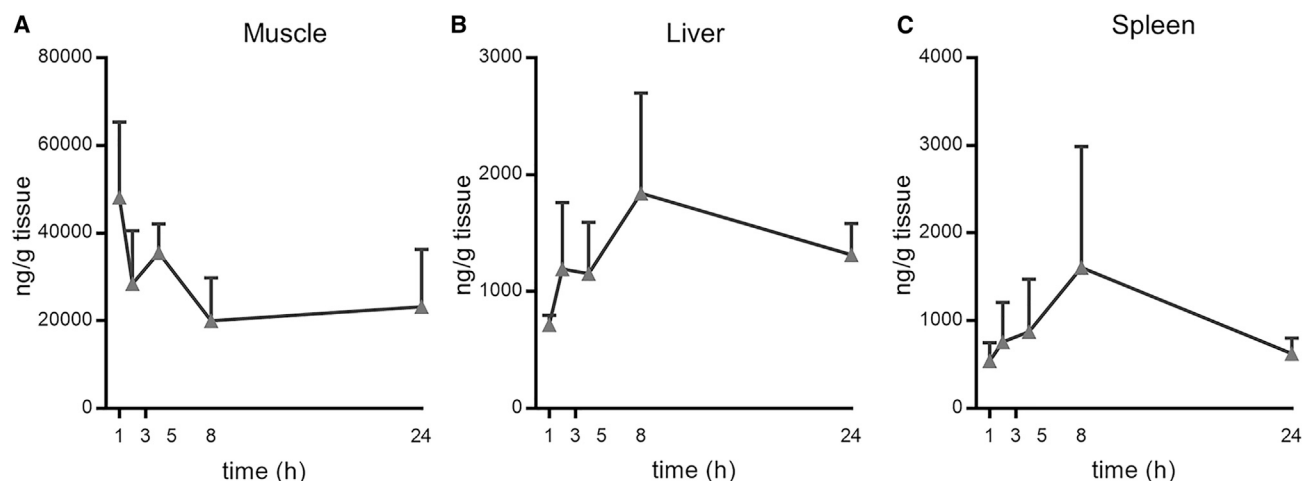 A
Muscle
80000
60000
40000
20000
0
ng/g tissue
1 3 5 8 24
time (h)
B
Liver
3000
2000
1000
0
ng/g tissue
1 3 5 8 24
time (h)
C
Spleen
4000
3000
2000
1000
0
ng/g tissue
1 3 5 8 24
time (h)